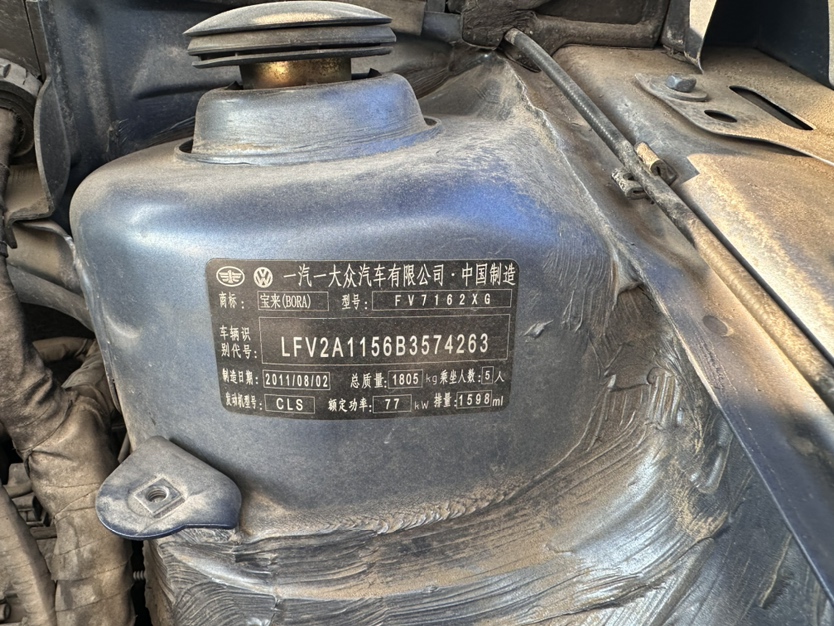 一汽一大众汽车有限公司·中国制造
商标: 宝来(BORA) 型号: FV7162XG
车辆识别代号: LFV2A1156B3574263
制造日期: 2011/08/02 总质量: 1805 kg 乘坐人数: 5 人
发动机型号: CLS 额定功率: 77 kW 排量: 1598 ml